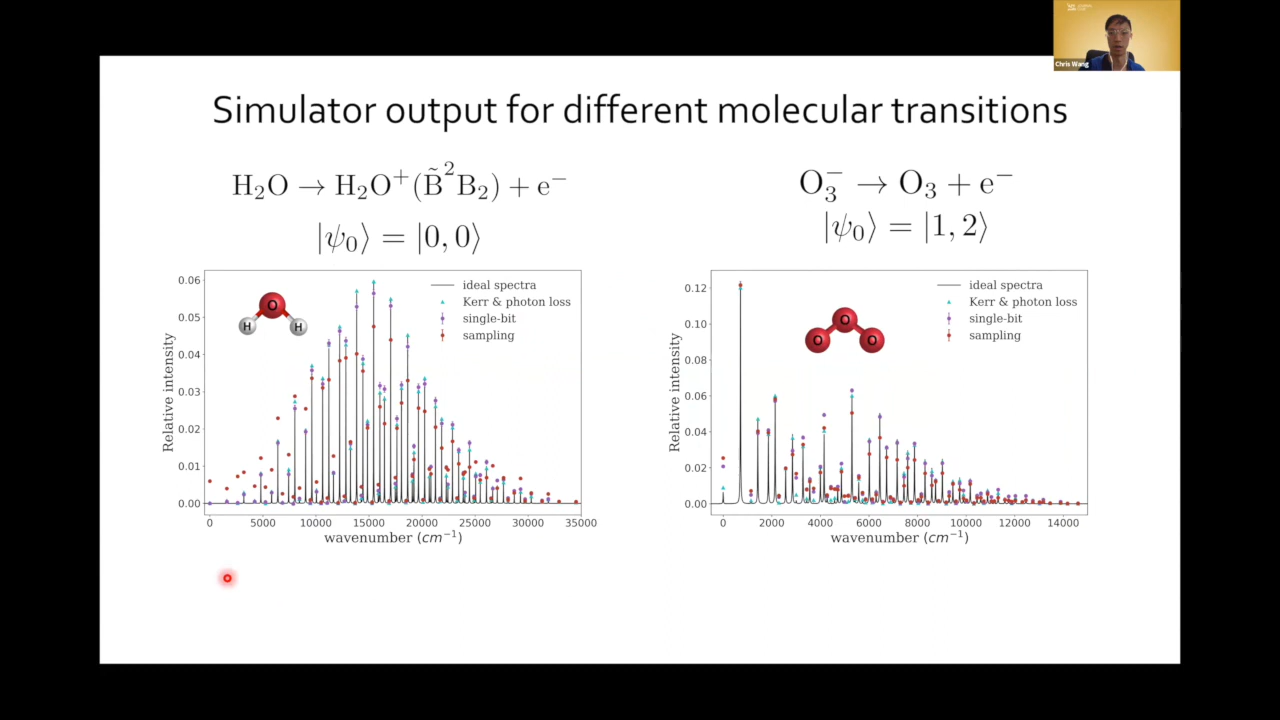 Chris Wang
Simulator output for different molecular transitions
H₂O → H₂O⁺(B̃²B₂) + e⁻
|ψ₀⟩ = |0, 0⟩
O₃⁻ → O₃ + e⁻
|ψ₀⟩ = |1, 2⟩
Relative intensity
0.06
0.05
0.04
0.03
0.02
0.01
0.00
ideal spectra
Kerr & photon loss
single-bit
sampling
O
H H
0 5000 10000 15000 20000 25000 30000 35000
wavenumber (cm⁻¹)
Relative intensity
0.12
0.10
0.08
0.06
0.04
0.02
0.00
ideal spectra
Kerr & photon loss
single-bit
sampling
O
O O
0 2000 4000 6000 8000 10000 12000 14000
wavenumber (cm⁻¹)